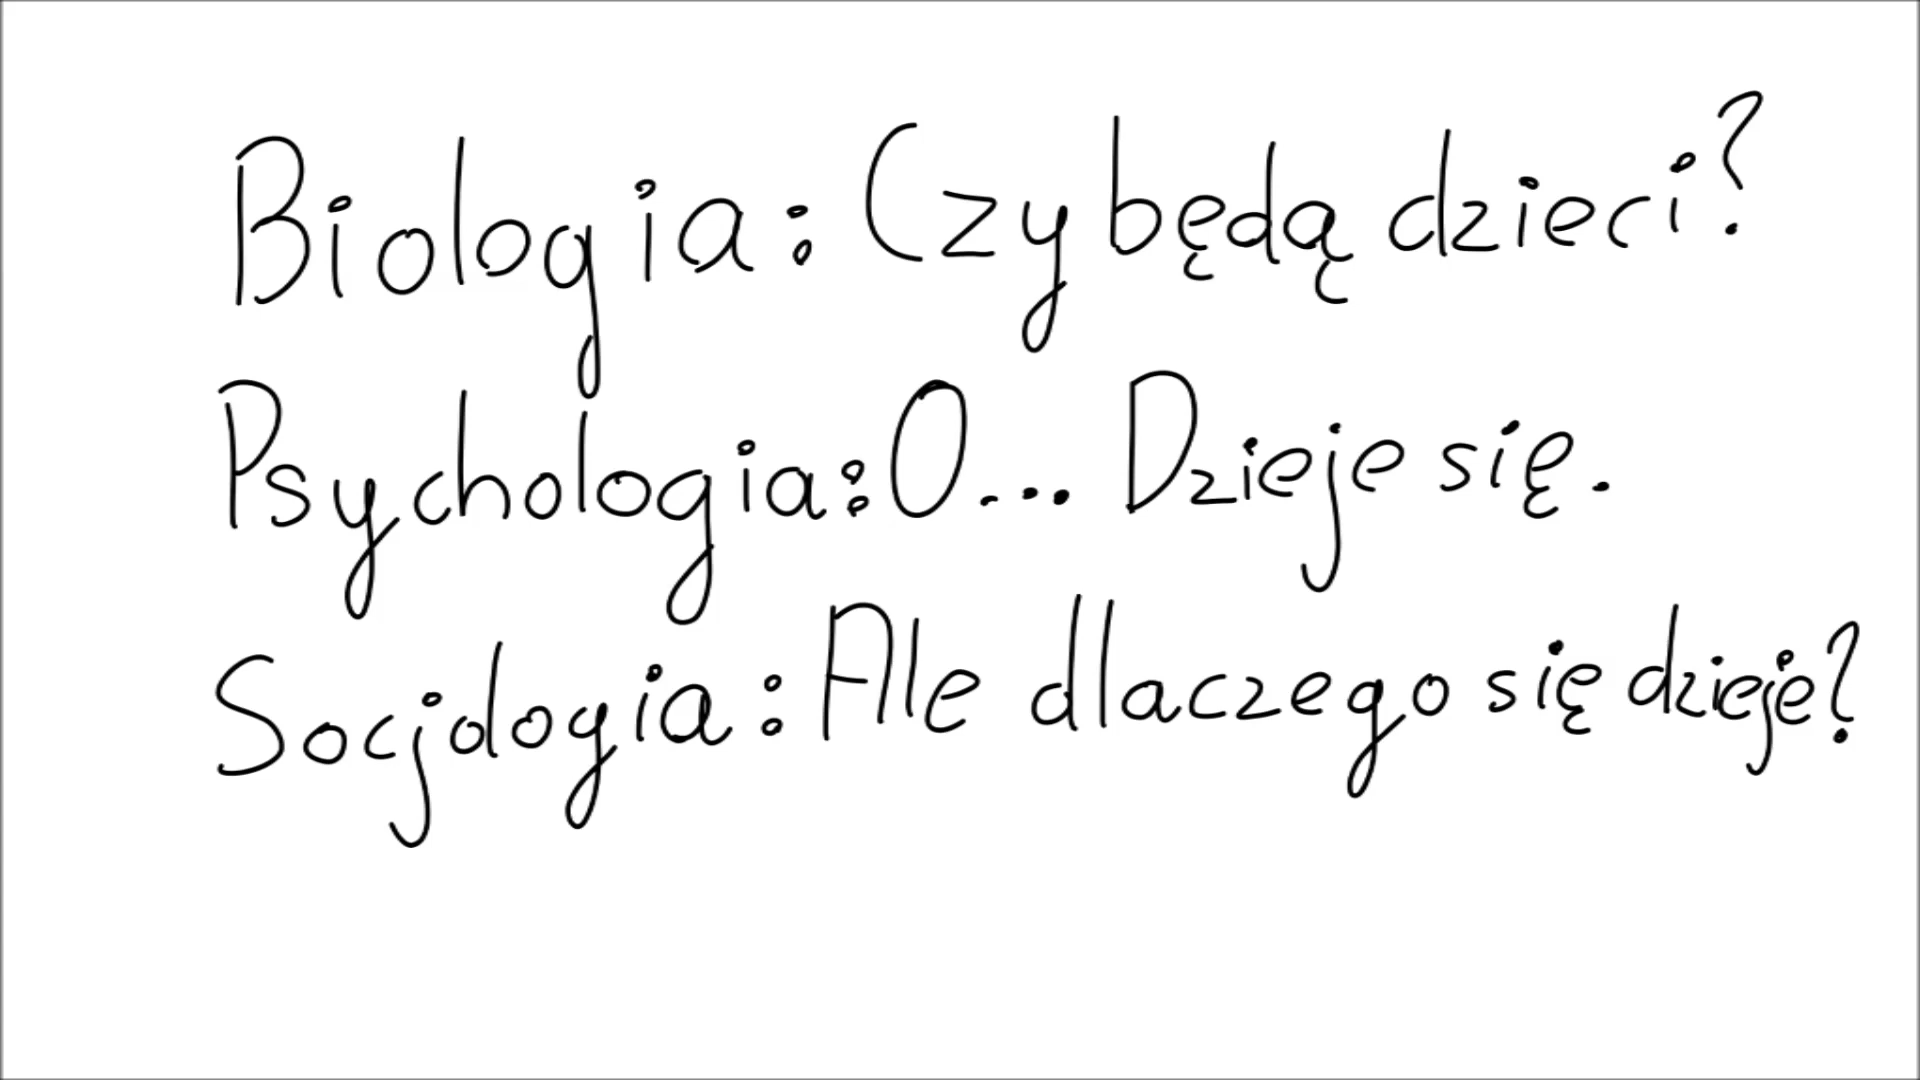 Biologia: Czy będą dzieci?
Psychologia: O... Dzieje się.
Socjologia: Ale dlaczego się dzieje?